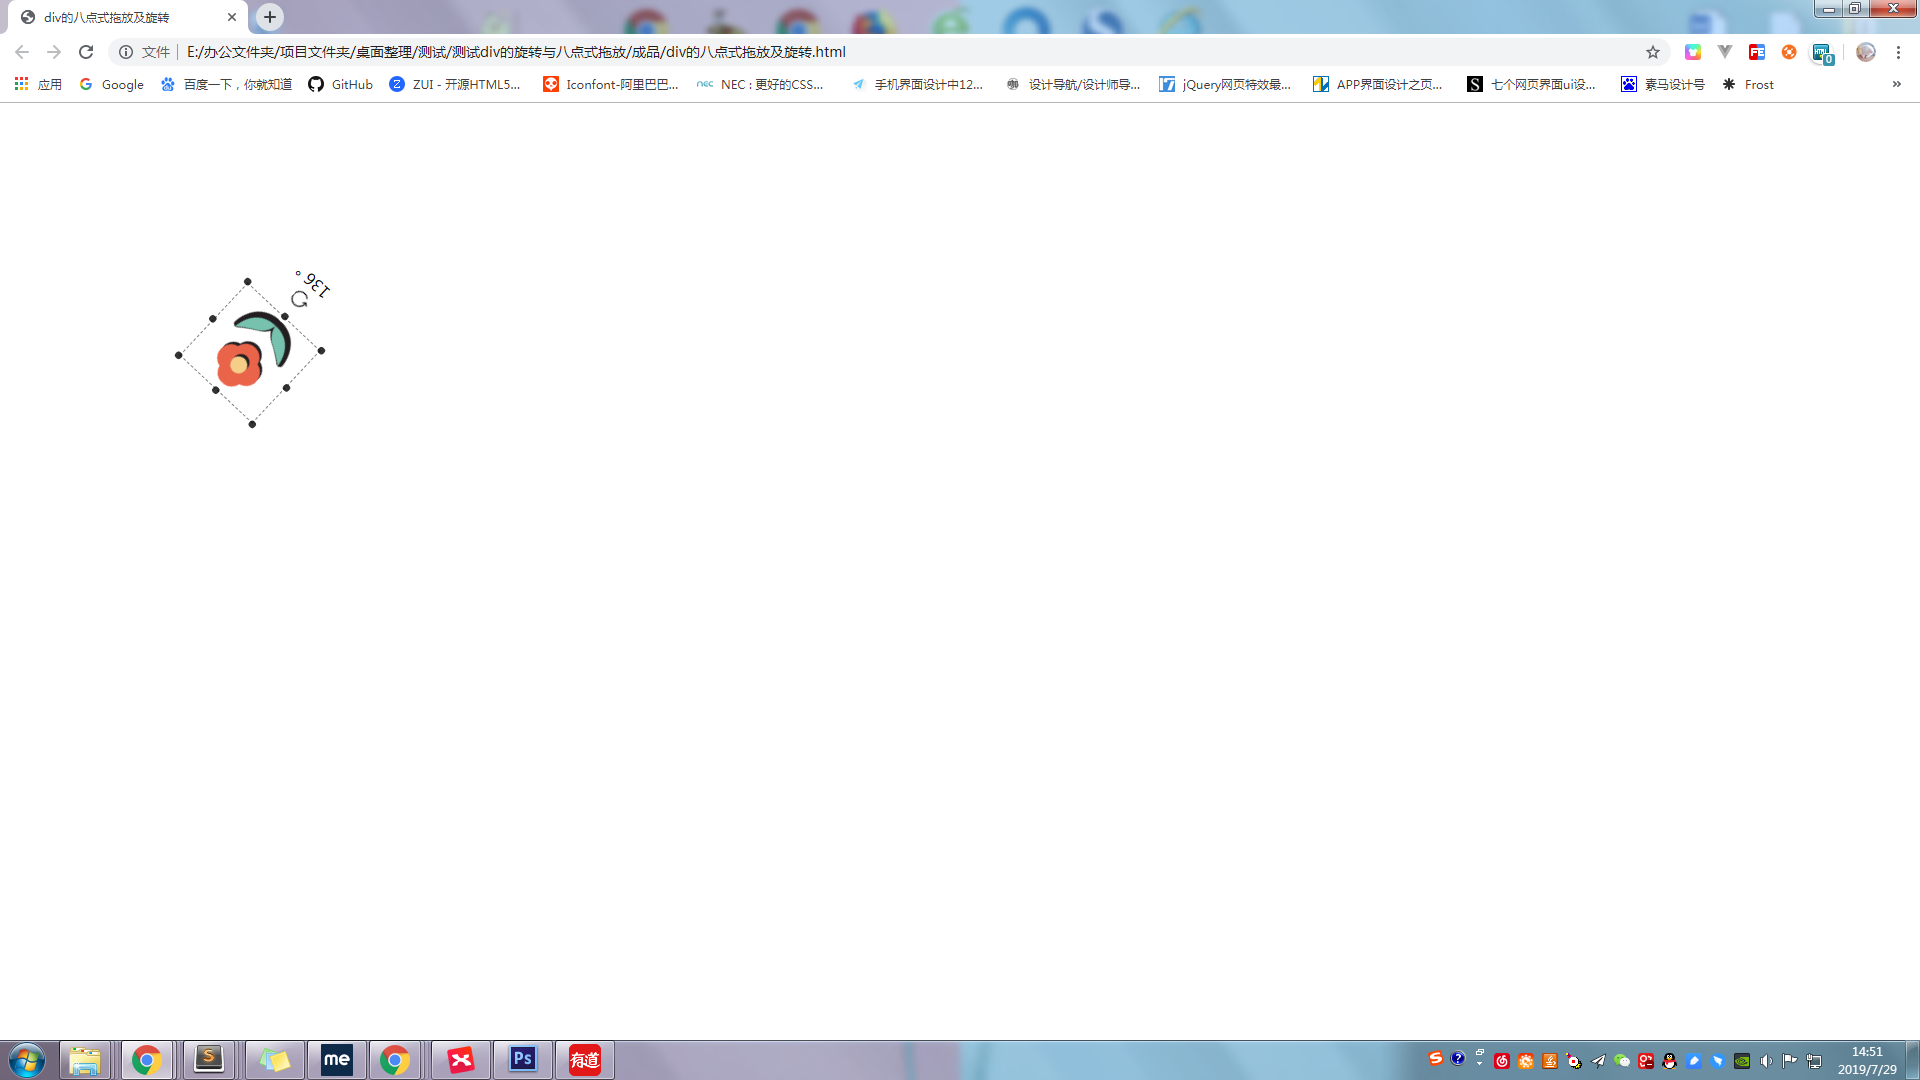 div的八点式拖放及旋转
文件 E:/办公文件夹/项目文件夹/桌面整理/测试/测试div的旋转与八点式拖放/成品/div的八点式拖放及旋转.html
应用 Google 百度一下，你就知道 GitHub ZUI - 开源HTML5... Iconfont-阿里巴巴... NEC : 更好的CSS... 手机界面设计中12... 设计导航/设计师导... jQuery网页特效最... APP界面设计之页... 七个网页界面ui设... 素马设计号 Frost »
136 °
me Ps 有道
14:51
2019/7/29